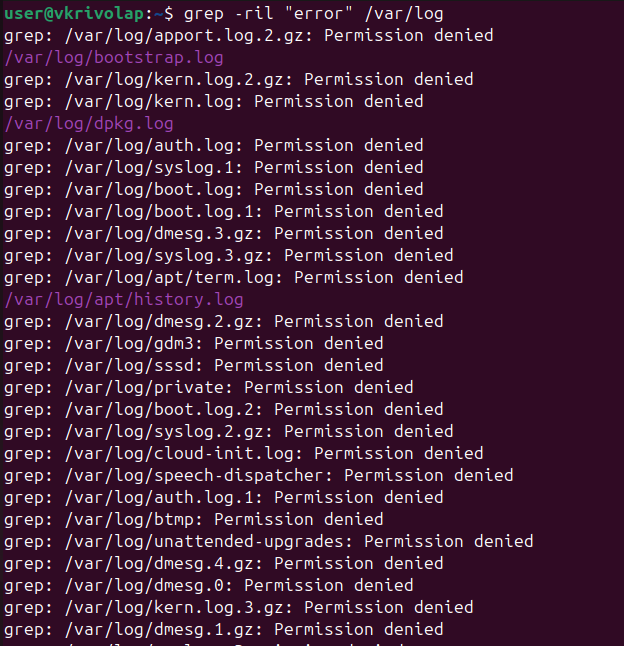 user@vkrivolap:~$ grep -ril "error" /var/log
grep: /var/log/apport.log.2.gz: Permission denied
/var/log/bootstrap.log
grep: /var/log/kern.log.2.gz: Permission denied
grep: /var/log/kern.log: Permission denied
/var/log/dpkg.log
grep: /var/log/auth.log: Permission denied
grep: /var/log/syslog.1: Permission denied
grep: /var/log/boot.log: Permission denied
grep: /var/log/boot.log.1: Permission denied
grep: /var/log/dmesg.3.gz: Permission denied
grep: /var/log/syslog.3.gz: Permission denied
grep: /var/log/apt/term.log: Permission denied
/var/log/apt/history.log
grep: /var/log/dmesg.2.gz: Permission denied
grep: /var/log/gdm3: Permission denied
grep: /var/log/sssd: Permission denied
grep: /var/log/private: Permission denied
grep: /var/log/boot.log.2: Permission denied
grep: /var/log/syslog.2.gz: Permission denied
grep: /var/log/cloud-init.log: Permission denied
grep: /var/log/speech-dispatcher: Permission denied
grep: /var/log/auth.log.1: Permission denied
grep: /var/log/btmp: Permission denied
grep: /var/log/unattended-upgrades: Permission denied
grep: /var/log/dmesg.4.gz: Permission denied
grep: /var/log/dmesg.0: Permission denied
grep: /var/log/kern.log.3.gz: Permission denied
grep: /var/log/dmesg.1.gz: Permission denied